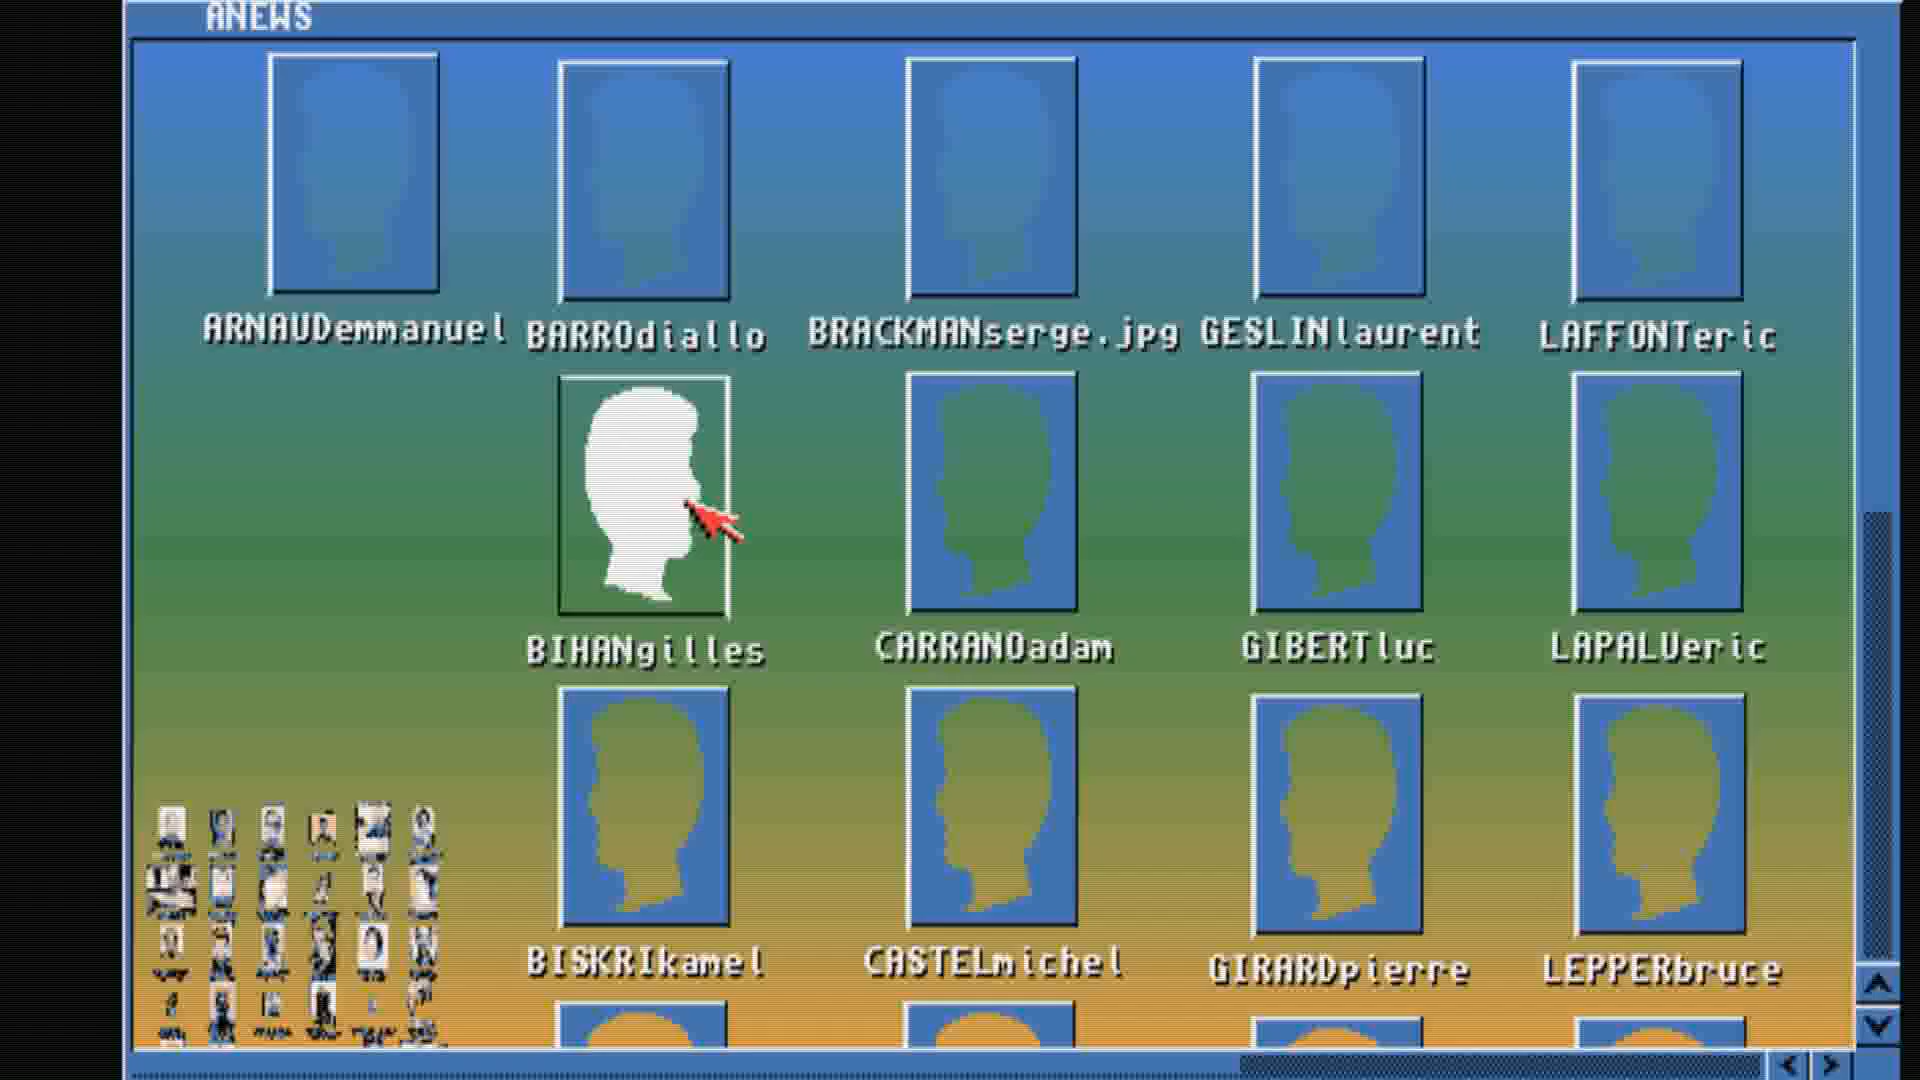 ANEWS
ARNAUDemmanuel BARROdiallo BRACKMANserge.jpg GESLINlaurent LAFFONTeric
BIHANgilles CARRANOadam GIBERTluc LAPALUeric
BISKRIkamel CASTELmichel GIRARDpierre LEPPERbruce